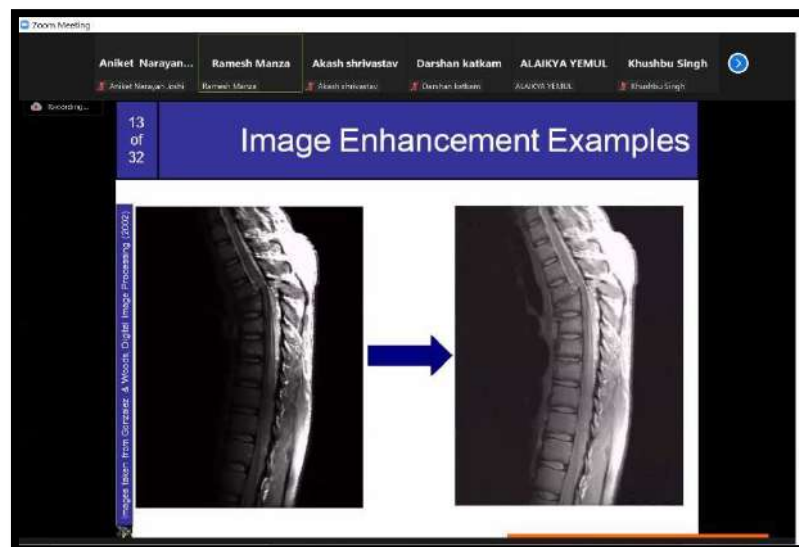 Zoom Meeting
Aniket Narayan... Ramesh Manza Akash shrivastav Darshan katkam ALAIKYA YEMUL Khushbu Singh
Aniket Narayan Joshi Ramesh Manza Akash shrivastav Darshan katkam ALAIKYA YEMUL Khushbu Singh
Recording...
13
of
32
Image Enhancement Examples
Images taken from Gonzalez & Woods, Digital Image Processing (2002)